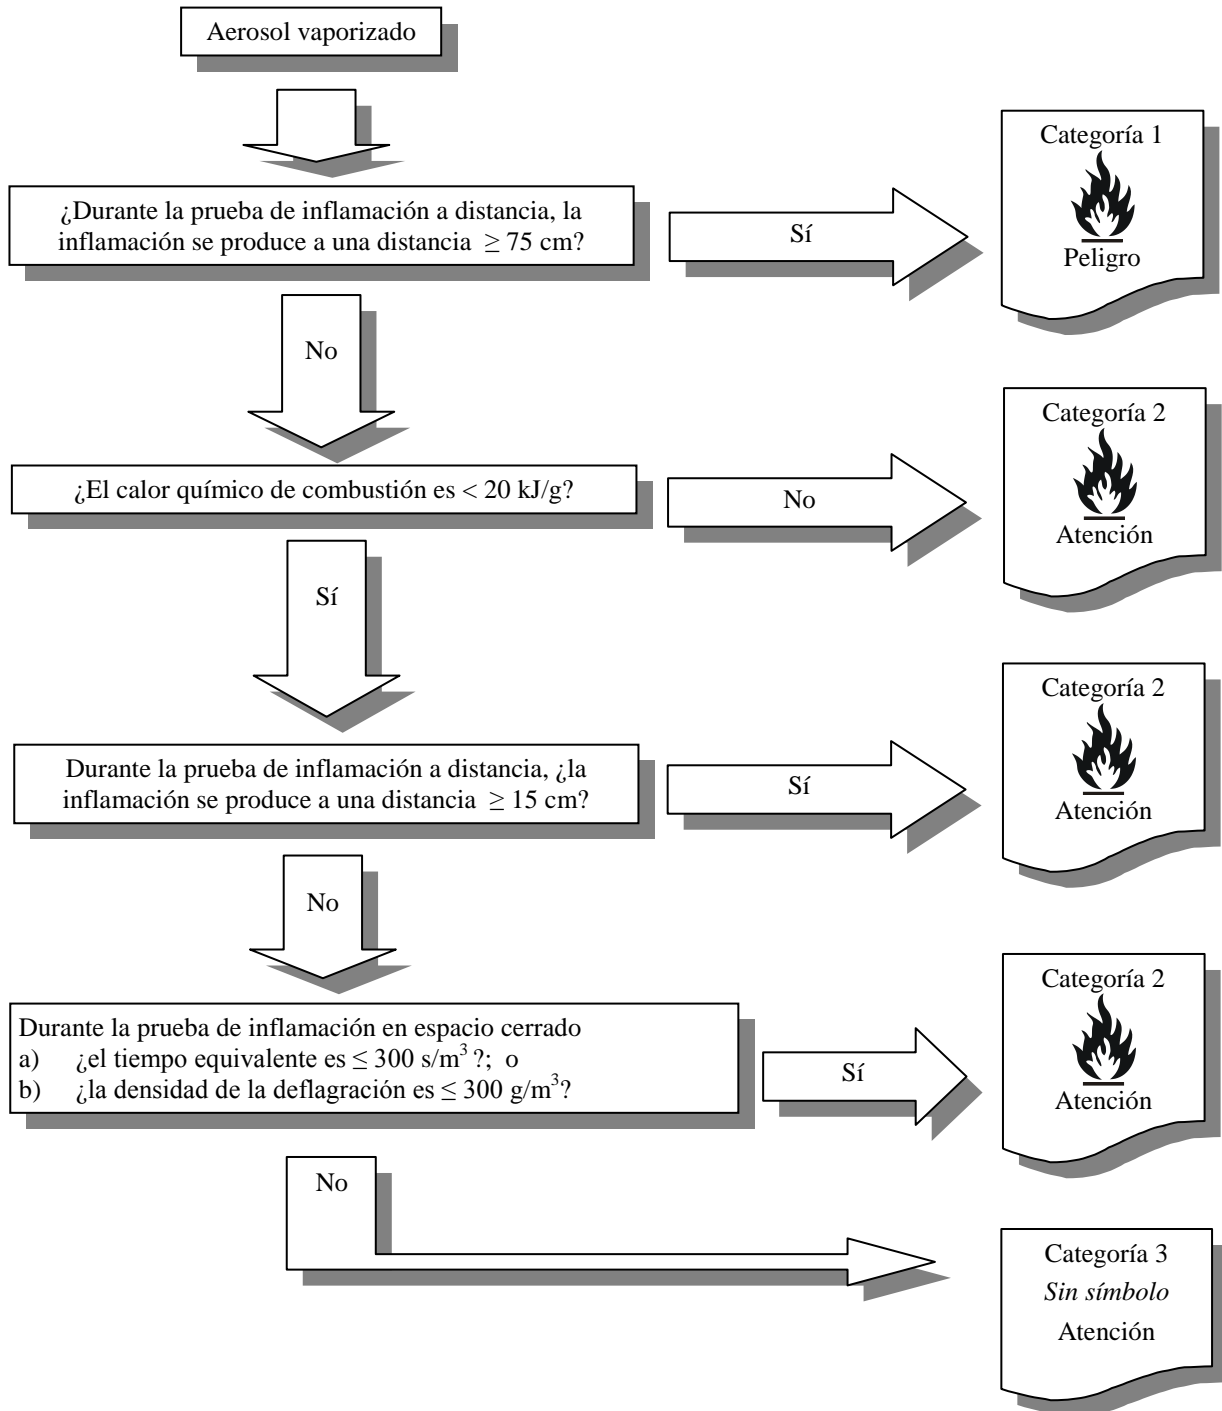 Aerosol vaporizado
¿Durante la prueba de inflamación a distancia, la
inflamación se produce a una distancia ≥ 75 cm?
Sí
Categoría 1
Peligro
No
¿El calor químico de combustión es < 20 kJ/g?
No
Categoría 2
Atención
Sí
Durante la prueba de inflamación a distancia, ¿la
inflamación se produce a una distancia ≥ 15 cm?
Sí
Categoría 2
Atención
No
Durante la prueba de inflamación en espacio cerrado
a) ¿el tiempo equivalente es ≤ 300 s/m³ ?; o
b) ¿la densidad de la deflagración es ≤ 300 g/m³?
Sí
Categoría 2
Atención
No
Categoría 3
Sin símbolo
Atención